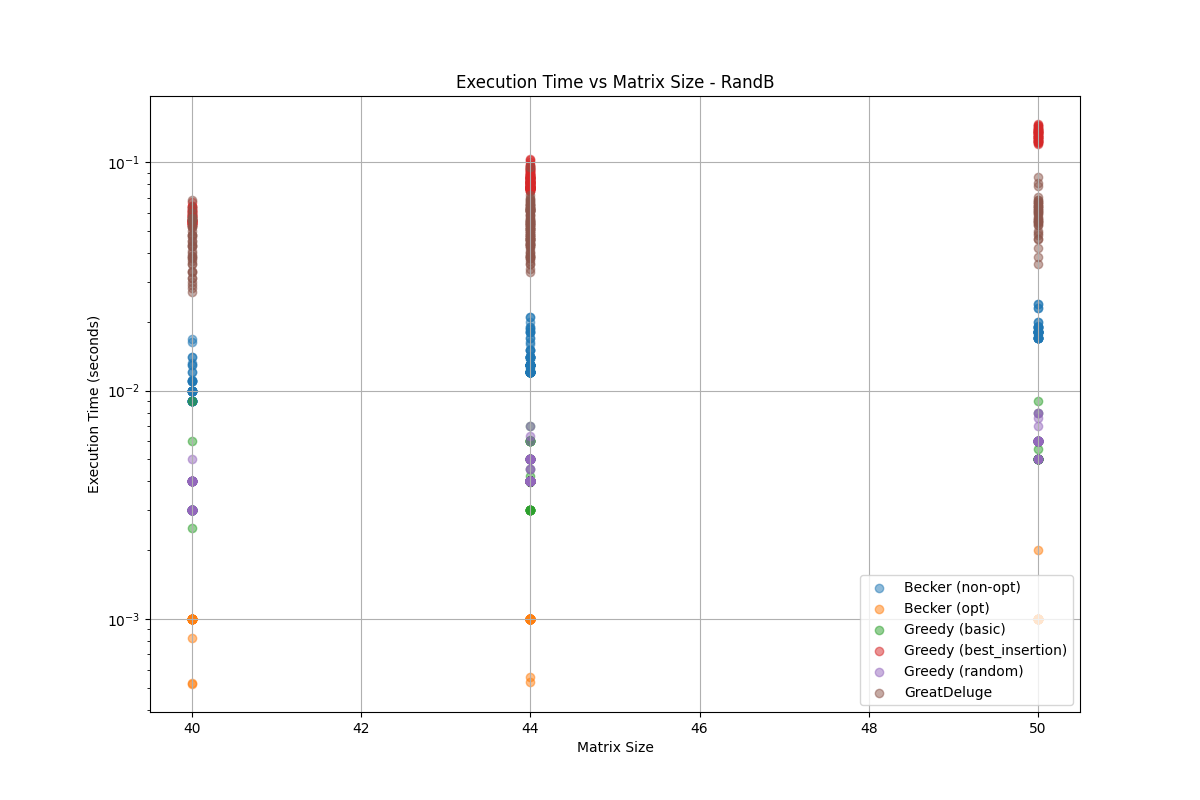 Execution Time vs Matrix Size - RandB
Execution Time (seconds)
10⁻¹
10⁻²
10⁻³
40
42
44
46
48
50
Matrix Size
Becker (non-opt)
Becker (opt)
Greedy (basic)
Greedy (best_insertion)
Greedy (random)
GreatDeluge